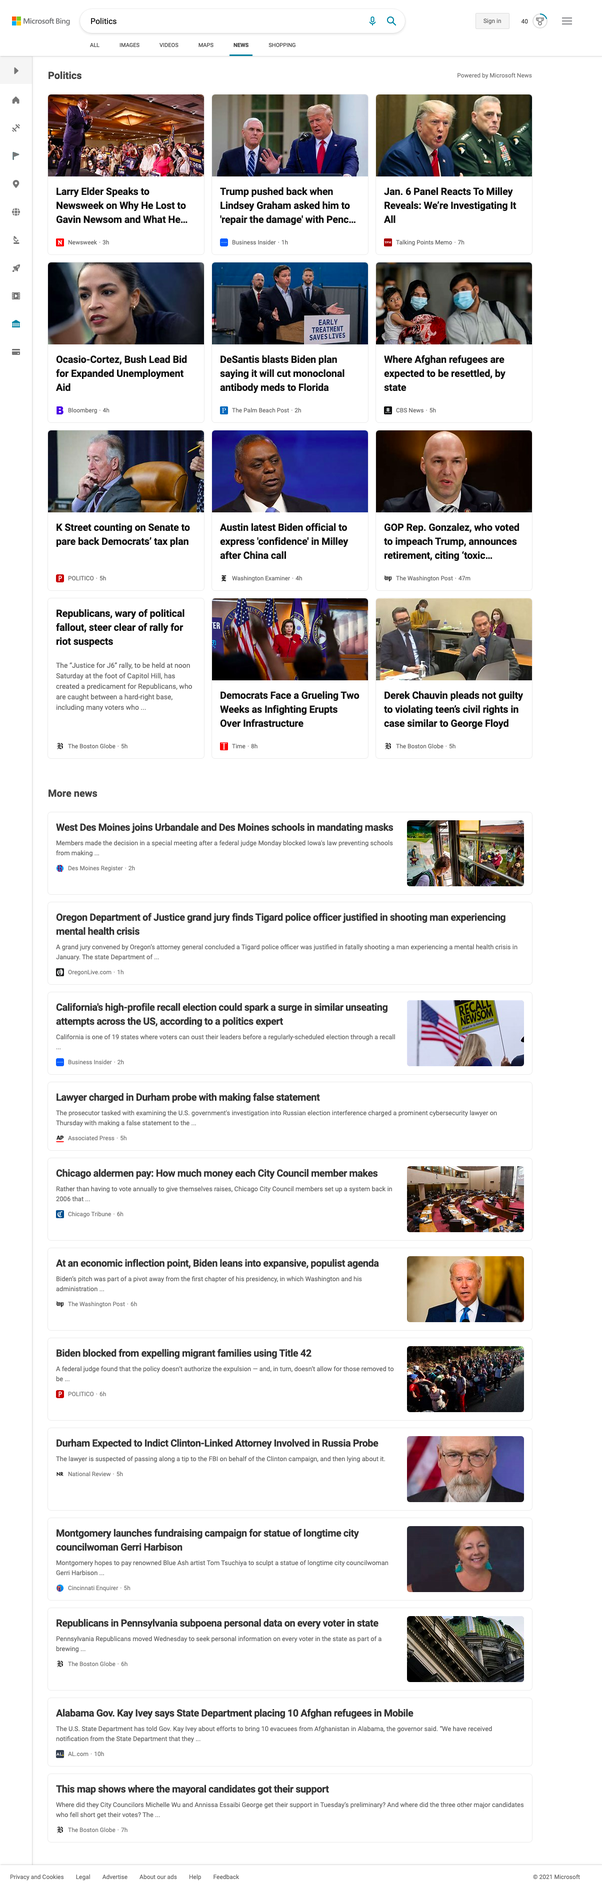 Microsoft Bing
Politics
Sign in
40
ALL
IMAGES
VIDEOS
MAPS
NEWS
SHOPPING
Politics
Powered by Microsoft News
Larry Elder Speaks to
Newsweek on Why He Lost to
Gavin Newsom and What He...
Newsweek · 3h
Trump pushed back when
Lindsey Graham asked him to
'repair the damage' with Penc...
Business Insider · 1h
Jan. 6 Panel Reacts To Milley
Reveals: We're Investigating It
All
Talking Points Memo · 7h
Ocasio-Cortez, Bush Lead Bid
for Expanded Unemployment
Aid
Bloomberg · 4h
EARLY
TREATMENT
SAVES LIVES
DeSantis blasts Biden plan
saying it will cut monoclonal
antibody meds to Florida
The Palm Beach Post · 2h
Where Afghan refugees are
expected to be resettled, by
state
CBS News · 5h
K Street counting on Senate to
pare back Democrats' tax plan
POLITICO · 5h
Austin latest Biden official to
express 'confidence' in Milley
after China call
Washington Examiner · 4h
GOP Rep. Gonzalez, who voted
to impeach Trump, announces
retirement, citing 'toxic...
The Washington Post · 47m
Republicans, wary of political
fallout, steer clear of rally for
riot suspects
The "Justice for J6" rally, to be held at noon
Saturday at the foot of Capitol Hill, has
created a predicament for Republicans, who
are caught between a hard-right base,
including many voters who ...
The Boston Globe · 5h
Democrats Face a Grueling Two
Weeks as Infighting Erupts
Over Infrastructure
Time · 8h
Derek Chauvin pleads not guilty
to violating teen's civil rights in
case similar to George Floyd
The Boston Globe · 5h
More news
West Des Moines joins Urbandale and Des Moines schools in mandating masks
Members made the decision in a special meeting after a federal judge Monday blocked Iowa's law preventing schools
from making ...
Des Moines Register · 2h
Oregon Department of Justice grand jury finds Tigard police officer justified in shooting man experiencing
mental health crisis
A grand jury convened by Oregon's attorney general concluded a Tigard police officer was justified in fatally shooting a man experiencing a mental health crisis in
January. The state Department of ...
OregonLive.com · 1h
California's high-profile recall election could spark a surge in similar unseating
attempts across the US, according to a politics expert
California is one of 19 states where voters can oust their leaders before a regularly-scheduled election through a recall
...
Business Insider · 2h
RECALL
NEWSOM
Lawyer charged in Durham probe with making false statement
The prosecutor tasked with examining the U.S. government's investigation into Russian election interference charged a prominent cybersecurity lawyer on
Thursday with making a false statement to the ...
Associated Press · 5h
Chicago aldermen pay: How much money each City Council member makes
Rather than having to vote annually to give themselves raises, Chicago City Council members set up a system back in
2006 that ...
Chicago Tribune · 6h
At an economic inflection point, Biden leans into expansive, populist agenda
Biden's pitch was part of a pivot away from the first chapter of his presidency, in which Washington and his
administration ...
The Washington Post · 6h
Biden blocked from expelling migrant families using Title 42
A federal judge found that the policy doesn't authorize the expulsion — and, in turn, doesn't allow for those removed to
be ...
POLITICO · 6h
Durham Expected to Indict Clinton-Linked Attorney Involved in Russia Probe
The lawyer is suspected of passing along a tip to the FBI on behalf of the Clinton campaign, and then lying about it.
National Review · 5h
Montgomery launches fundraising campaign for statue of longtime city
councilwoman Gerri Harbison
Montgomery hopes to pay renowned Blue Ash artist Tom Tsuchiya to sculpt a statue of longtime city councilwoman
Gerri Harbison ...
Cincinnati Enquirer · 5h
Republicans in Pennsylvania subpoena personal data on every voter in state
Pennsylvania Republicans moved Wednesday to seek personal information on every voter in the state as part of a
brewing ...
The Boston Globe · 6h
Alabama Gov. Kay Ivey says State Department placing 10 Afghan refugees in Mobile
The U.S. State Department has told Gov. Kay Ivey about efforts to bring 10 evacuees from Afghanistan in Alabama, the governor said. "We have received
notification from the State Department that they ...
AL.com · 10h
This map shows where the mayoral candidates got their support
Where did they City Councilors Michelle Wu and Annissa Essaibi George get their support in Tuesday's preliminary? And where did the three other major candidates
who fell short get their votes? The ...
The Boston Globe · 7h
Privacy and Cookies
Legal
Advertise
About our ads
Help
Feedback
© 2021 Microsoft